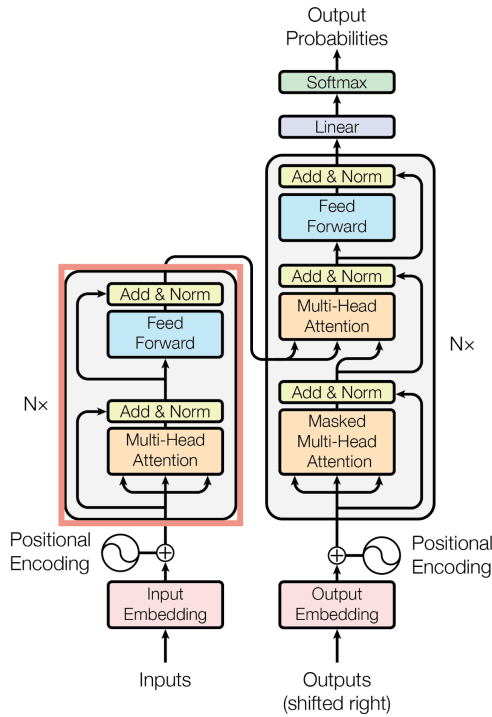 Output
Probabilities
Softmax
Linear
Add & Norm
Feed
Forward
Add & Norm
Multi-Head
Attention
Add & Norm
Masked
Multi-Head
Attention
N×
Add & Norm
Feed
Forward
Add & Norm
Multi-Head
Attention
N×
Positional
Encoding
Positional
Encoding
Input
Embedding
Output
Embedding
Inputs
Outputs
(shifted right)